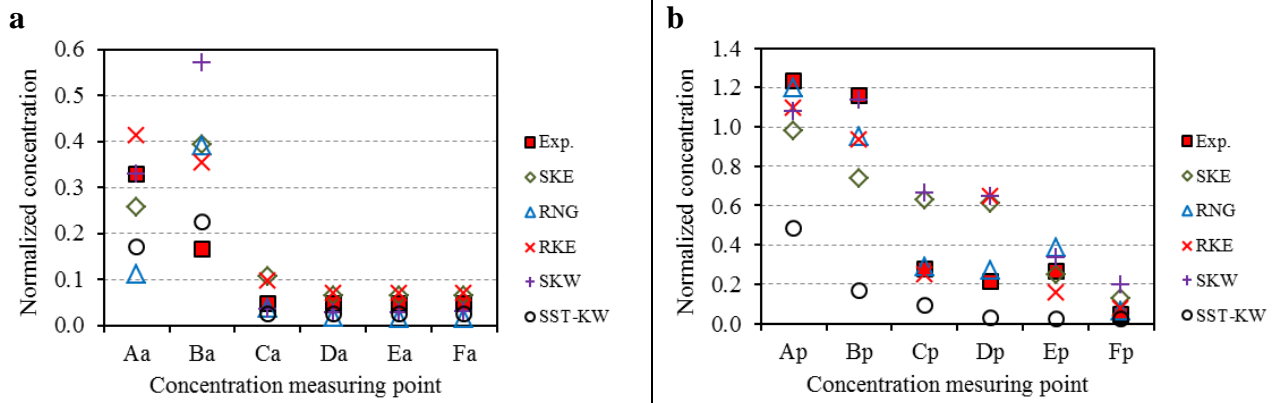 a
Normalized concentration
0.6
0.5
0.4
0.3
0.2
0.1
0.0
Aa Ba Ca Da Ea Fa
Concentration measuring point
Exp.
SKE
RNG
RKE
SKW
SST-KW
b
Normalized concentration
1.4
1.2
1.0
0.8
0.6
0.4
0.2
0.0
Ap Bp Cp Dp Ep Fp
Concentration mesuring point
Exp.
SKE
RNG
RKE
SKW
SST-KW